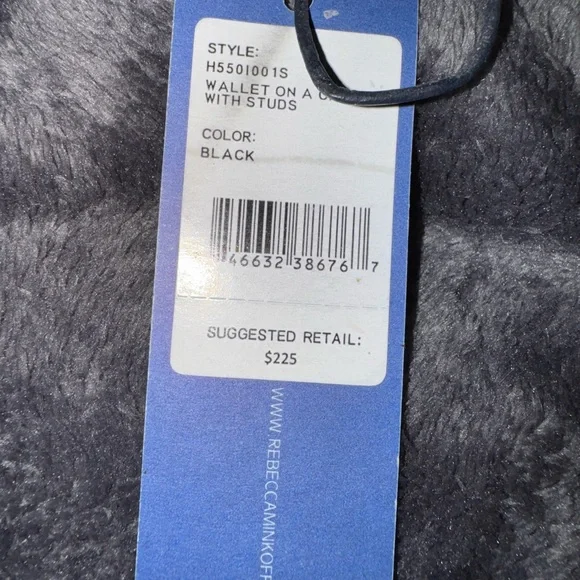 STYLE:
H550I001S
WALLET ON A
WITH STUDS
COLOR:
BLACK
46632 38676 7
SUGGESTED RETAIL:
$225
WWW REBECCAMINKOFF